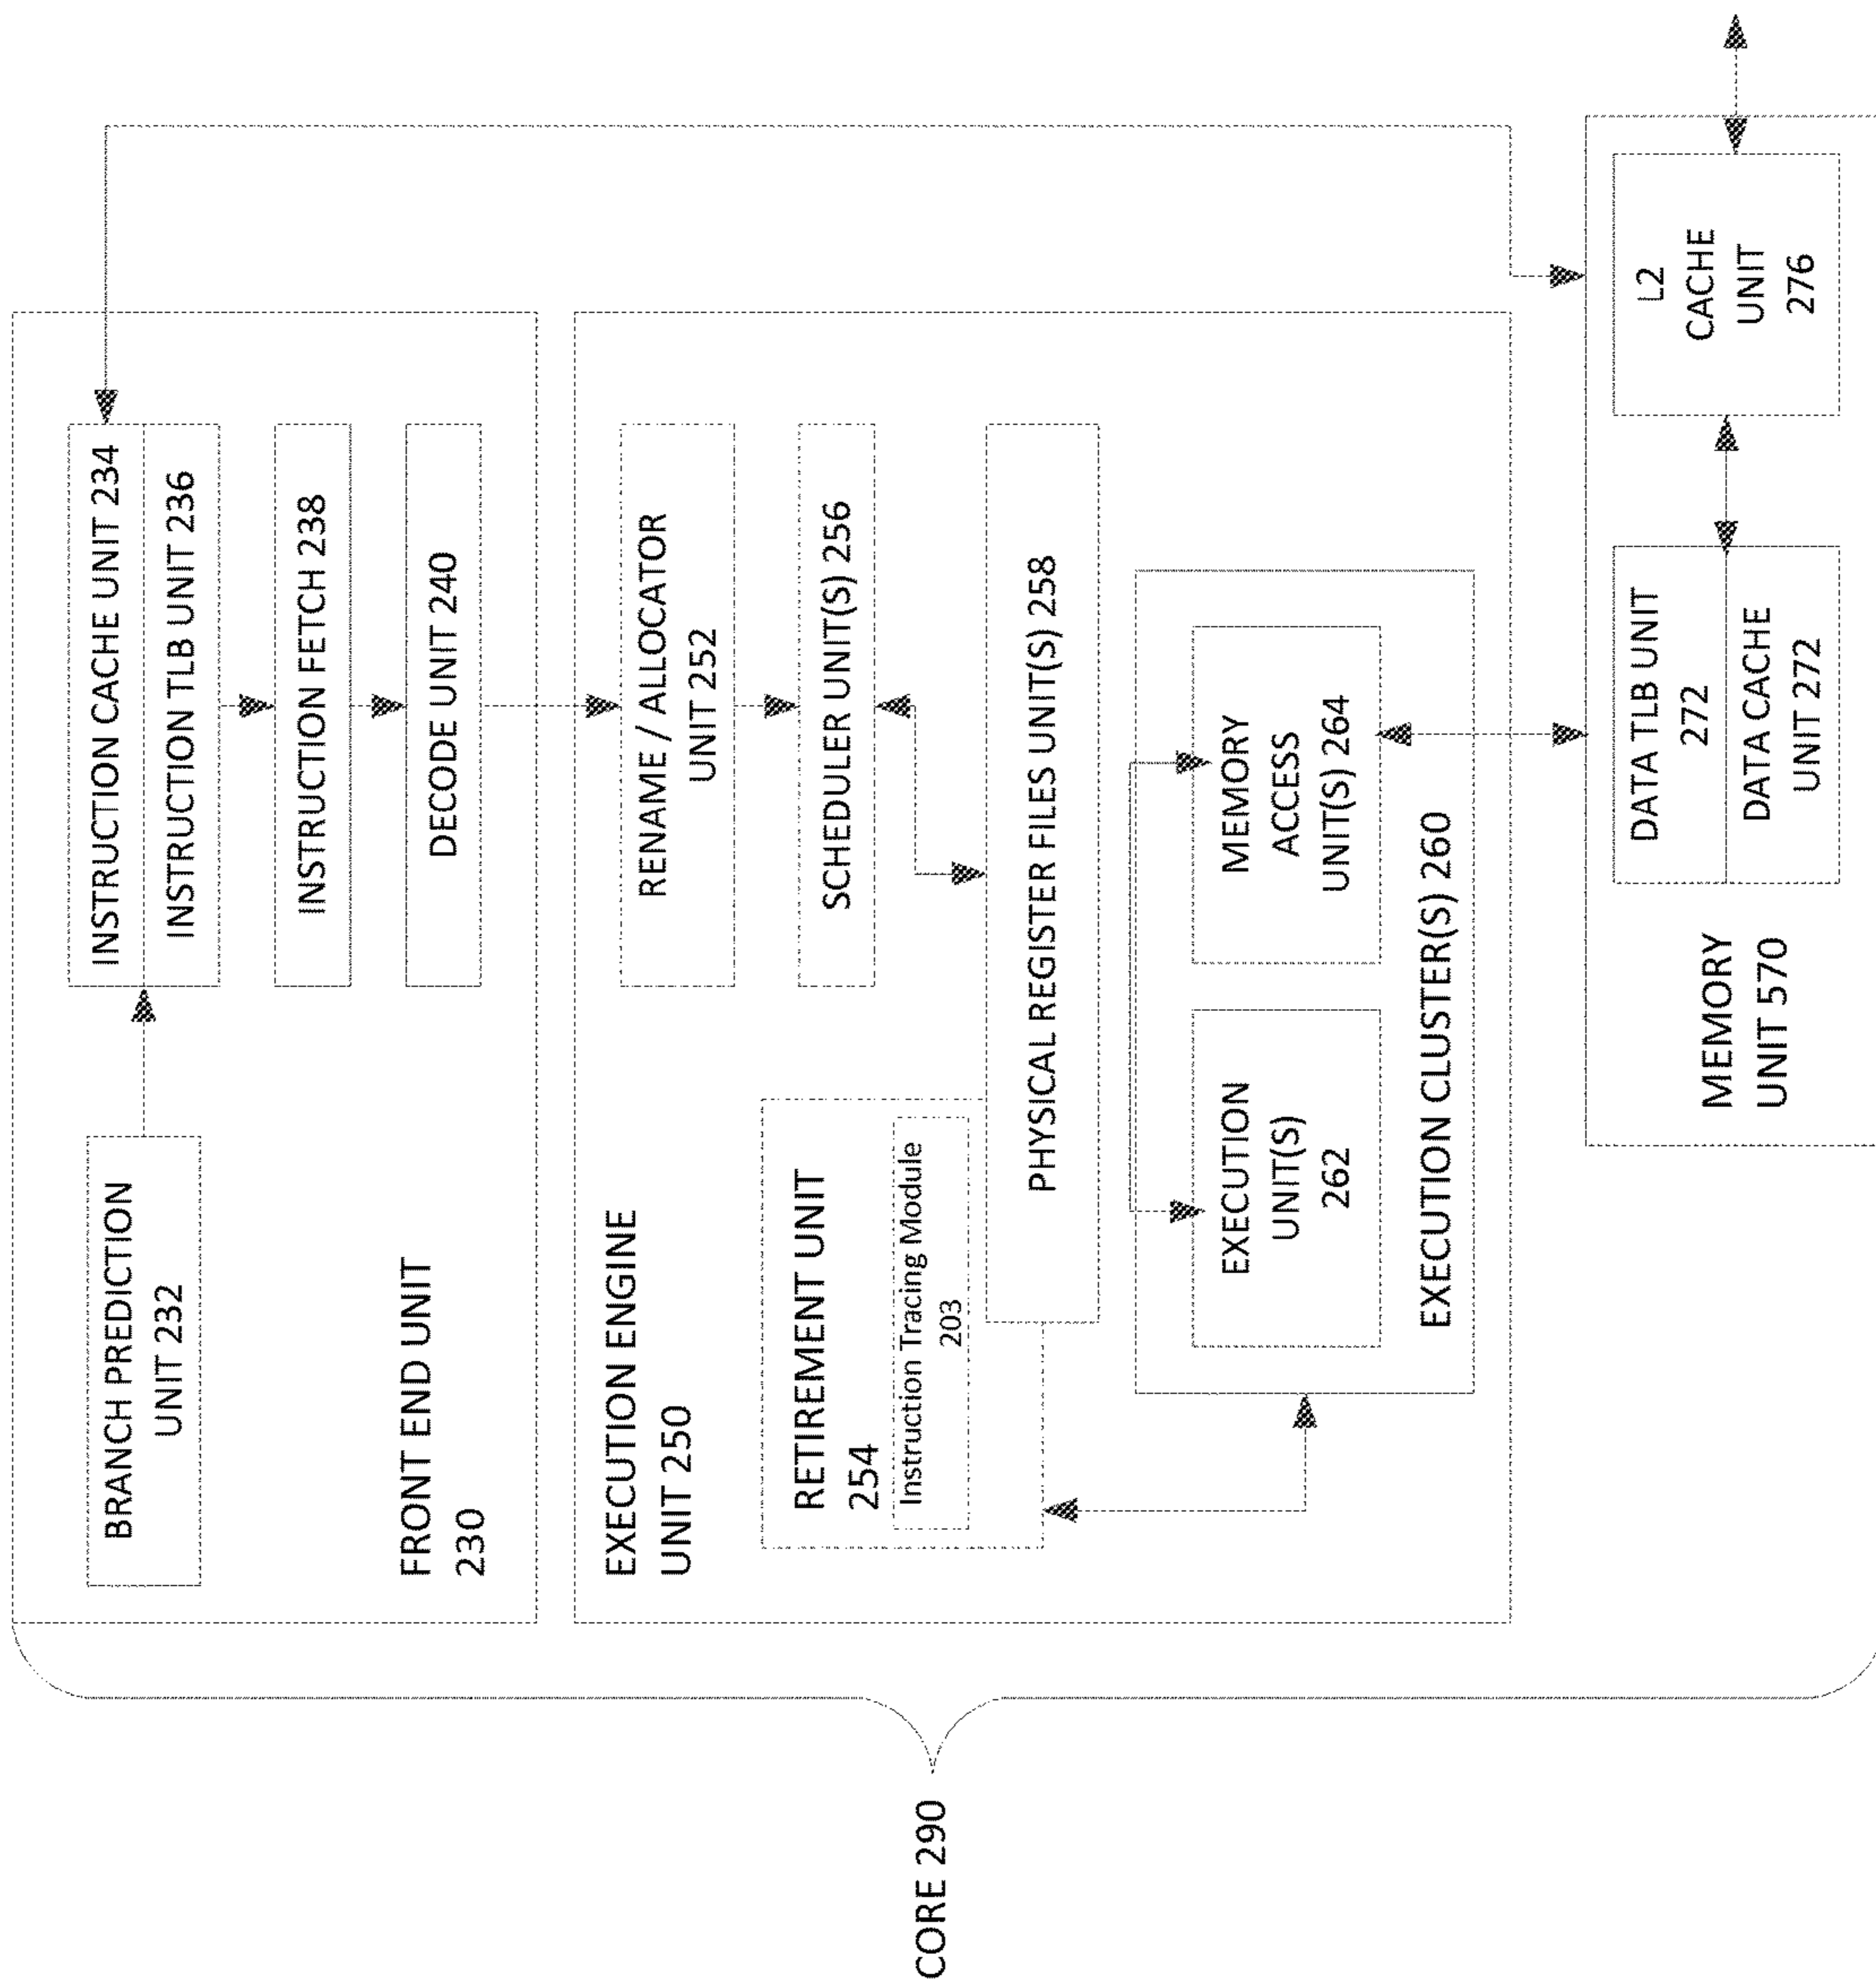 BRANCH PREDICTION
UNIT 232
INSTRUCTION CACHE UNIT 234
INSTRUCTION TLB UNIT 236
INSTRUCTION FETCH 238
DECODE UNIT 240
FRONT END UNIT
230
EXECUTION ENGINE
UNIT 250
RENAME / ALLOCATOR
UNIT 252
SCHEDULER UNIT(S) 256
RETIREMENT UNIT
254
Instruction Tracing Module
203
PHYSICAL REGISTER FILES UNIT(S) 258
EXECUTION
UNIT(S)
262
MEMORY
ACCESS
UNIT(S) 264
EXECUTION CLUSTER(S) 260
MEMORY
UNIT 570
DATA TLB UNIT
272
DATA CACHE
UNIT 272
L2
CACHE
UNIT
276
CORE 290